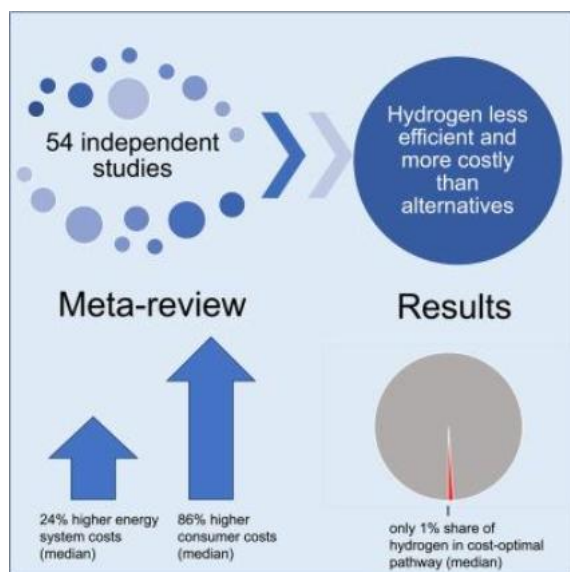 54 independent
studies
Hydrogen less
efficient and
more costly
than
alternatives
Meta-review
Results
24% higher energy
system costs
(median)
86% higher
consumer costs
(median)
only 1% share of
hydrogen in cost-optimal
pathway (median)